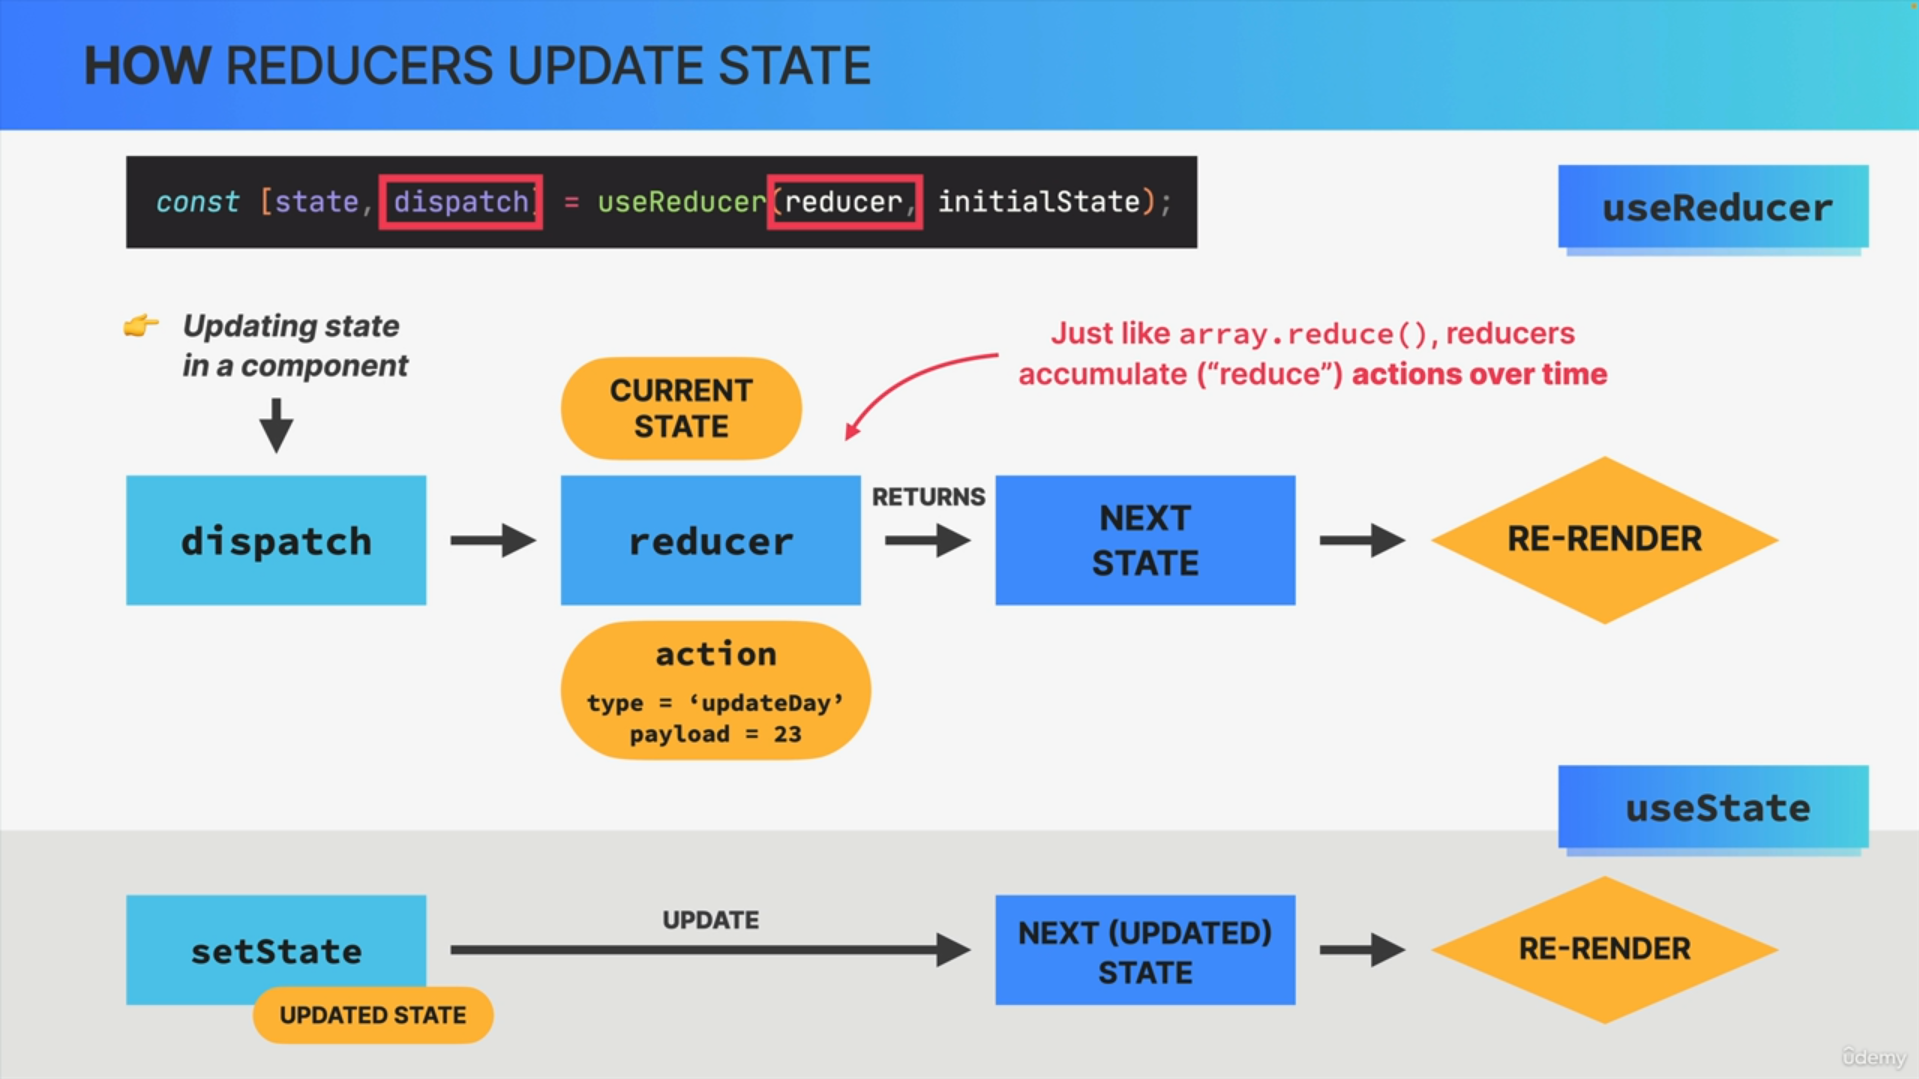 HOW REDUCERS UPDATE STATE
const [state, dispatch] = useReducer(reducer, initialState);
useReducer
👉 Updating state
in a component
Just like array.reduce(), reducers
accumulate (“reduce”) actions over time
CURRENT
STATE
dispatch
reducer
RETURNS
NEXT
STATE
RE-RENDER
action
type = ‘updateDay’
payload = 23
useState
setState
UPDATED STATE
UPDATE
NEXT (UPDATED)
STATE
RE-RENDER
ûdemy